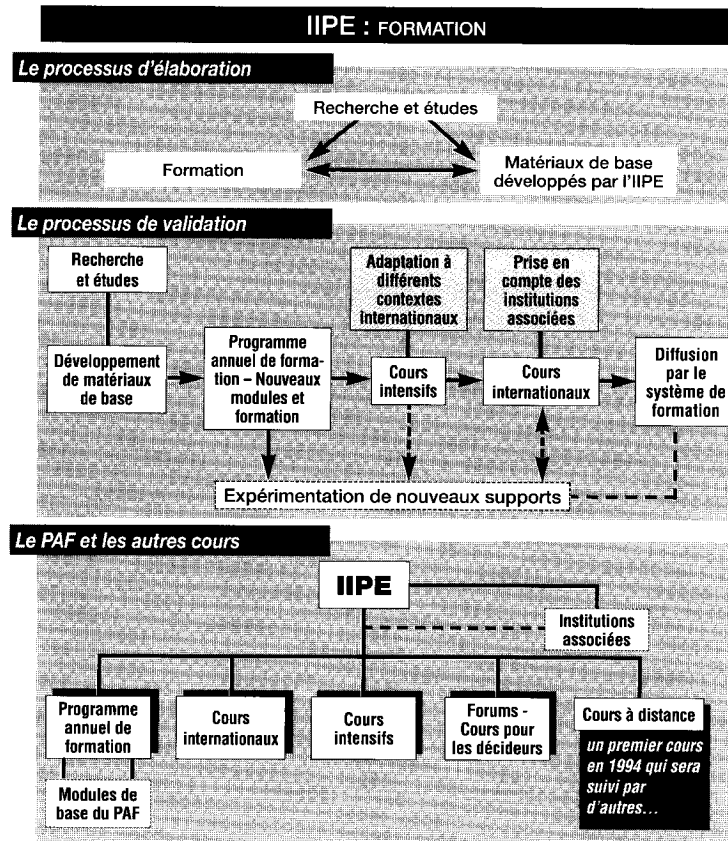 IIPE : FORMATION
Le processus d'élaboration
Recherche et études
Formation
Matériaux de base
développés par l'IIPE
Le processus de validation
Recherche
et études
Adaptation à
différents
contextes
internationaux
Prise en
compte des
institutions
associées
Développement
de matériaux
de base
Programme
annuel de forma-
tion – Nouveaux
modules et
formation
Cours
intensifs
Cours
internationaux
Diffusion
par le
système de
formation
Expérimentation de nouveaux supports
Le PAF et les autres cours
IIPE
Institutions
associées
Programme
annuel de
formation
Cours
internationaux
Cours
intensifs
Forums -
Cours pour
les décideurs
Cours à distance
un premier cours
en 1994 qui sera
suivi par
d'autres...
Modules de
base du PAF